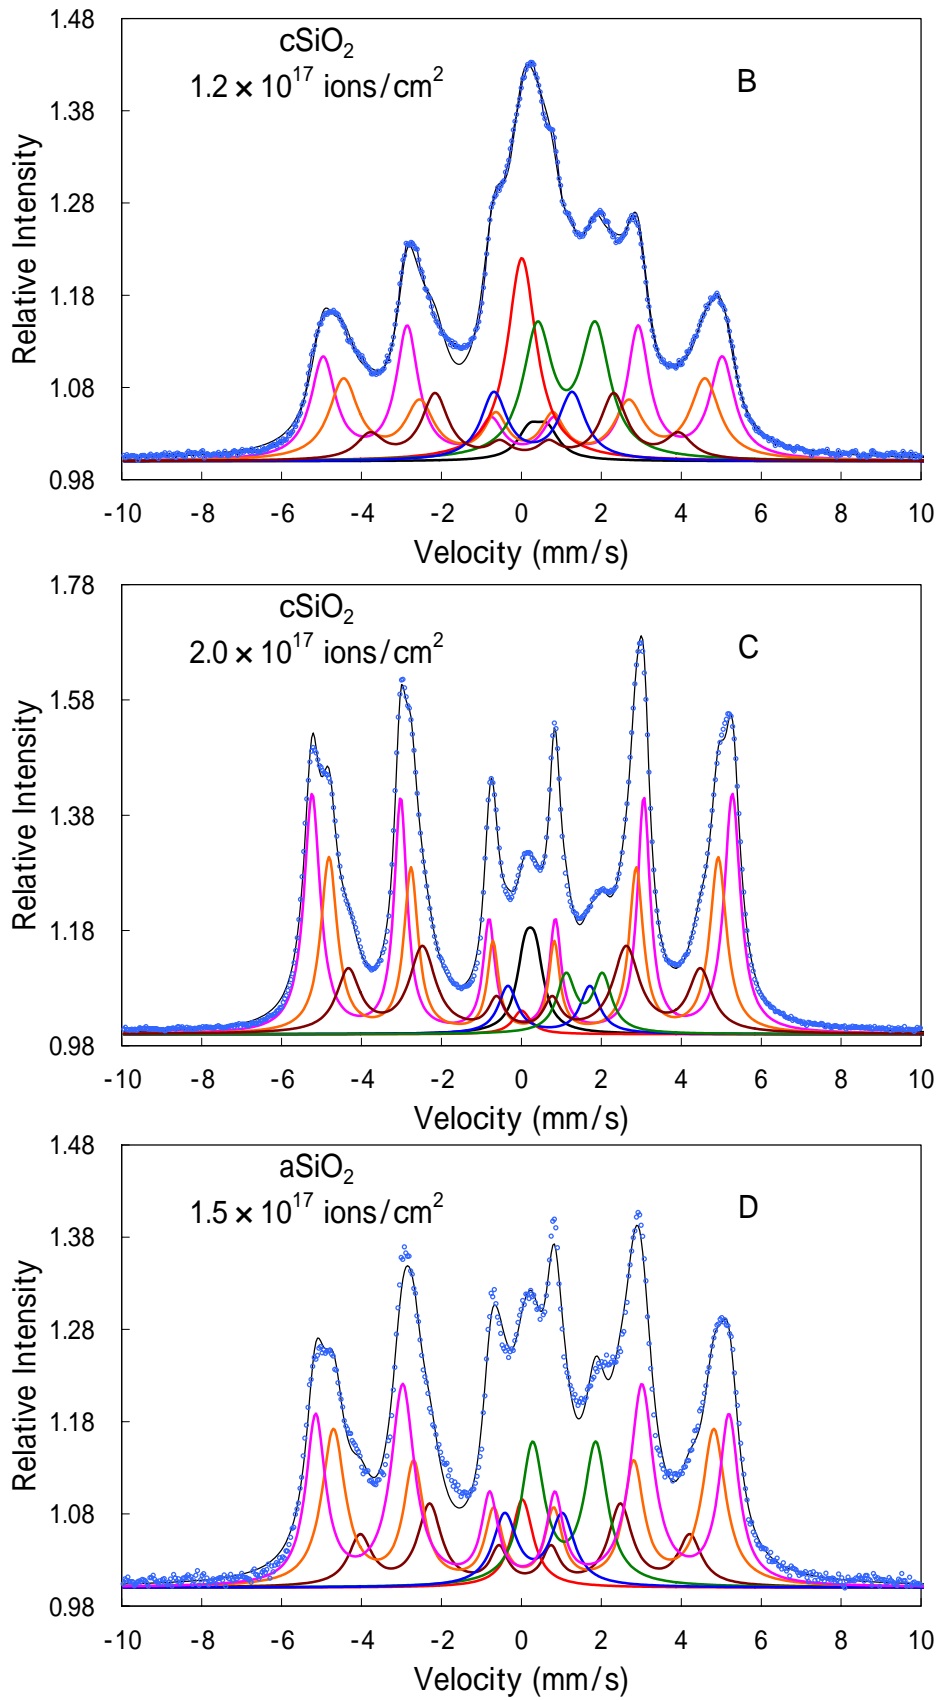 cSiO2
1.2 × 10^17 ions/cm^2
B
1.48
1.38
1.28
1.18
1.08
0.98
Relative Intensity
-10 -8 -6 -4 -2 0 2 4 6 8 10
Velocity (mm/s)
cSiO2
2.0 × 10^17 ions/cm^2
C
1.78
1.58
1.38
1.18
0.98
Relative Intensity
-10 -8 -6 -4 -2 0 2 4 6 8 10
Velocity (mm/s)
aSiO2
1.5 × 10^17 ions/cm^2
D
1.48
1.38
1.28
1.18
1.08
0.98
Relative Intensity
-10 -8 -6 -4 -2 0 2 4 6 8 10
Velocity (mm/s)